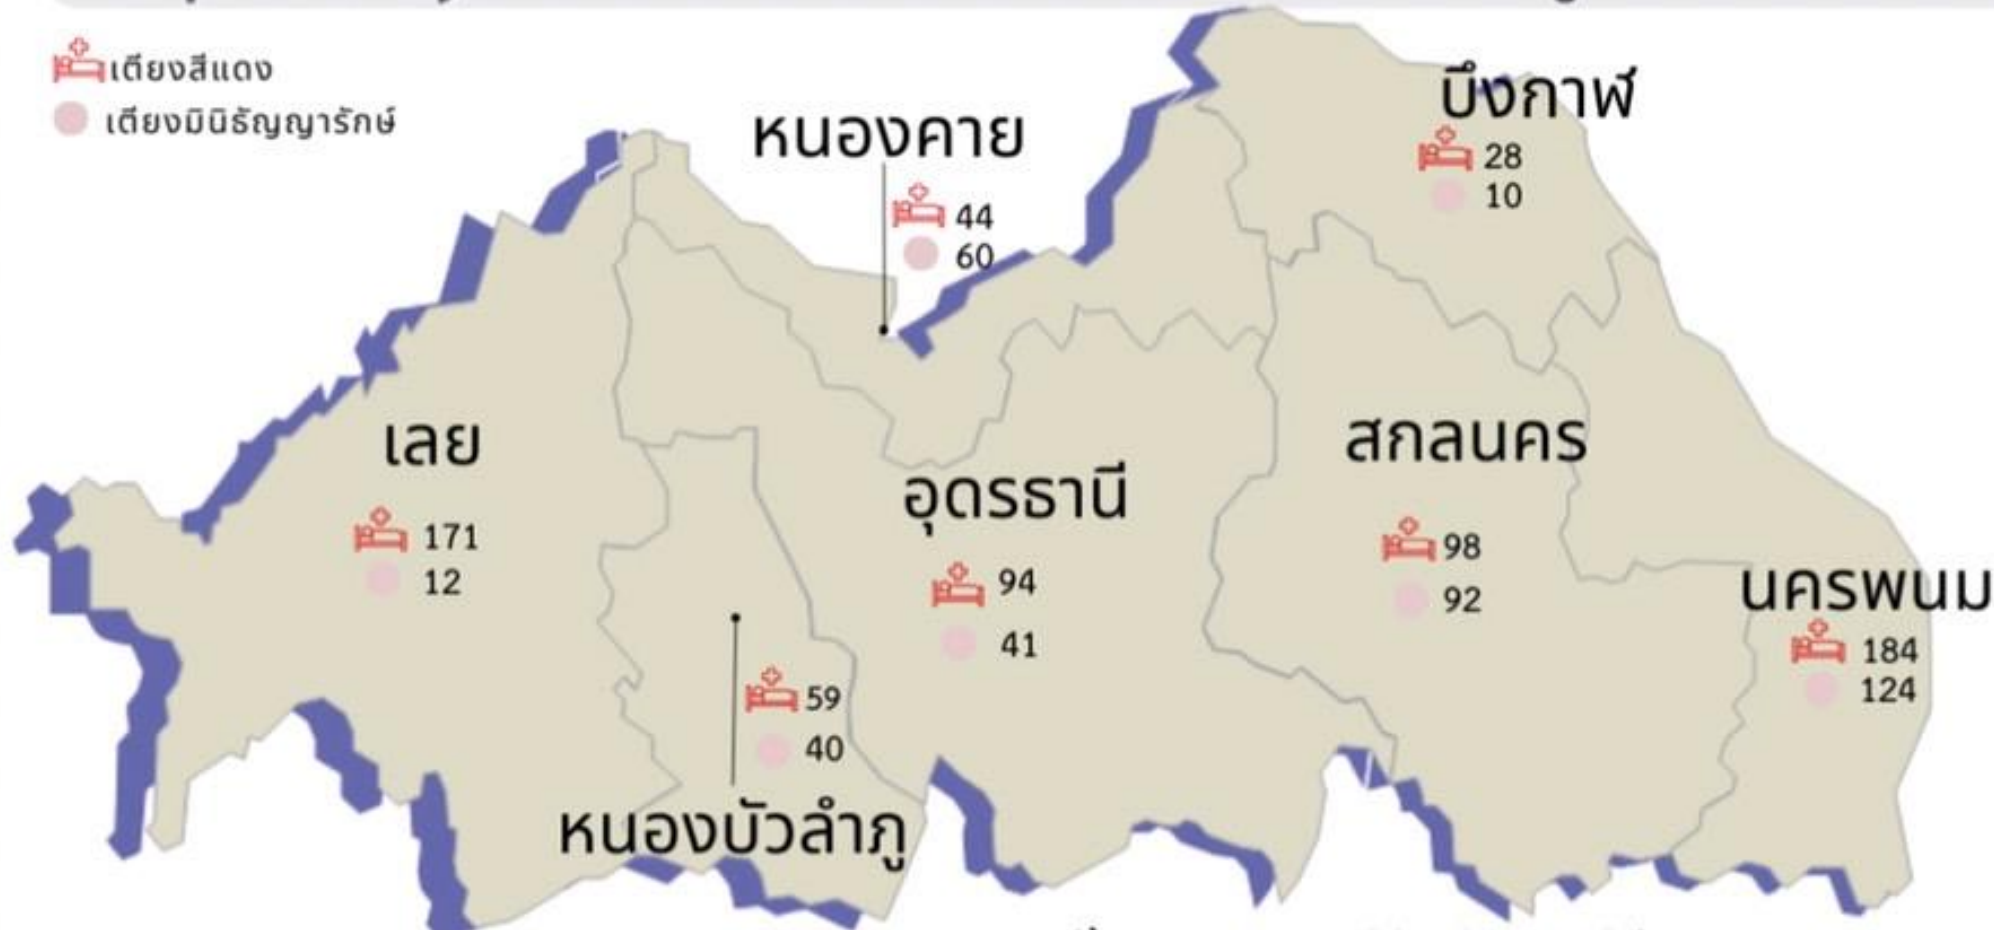 เตียงสีแดง
เตียงมินิธัญญารักษ์
บึงกาฬ
28
10
หนองคาย
44
60
เลย
171
12
อุดรธานี
94
41
สกลนคร
98
92
นครพนม
184
124
59
40
หนองบัวลำภู